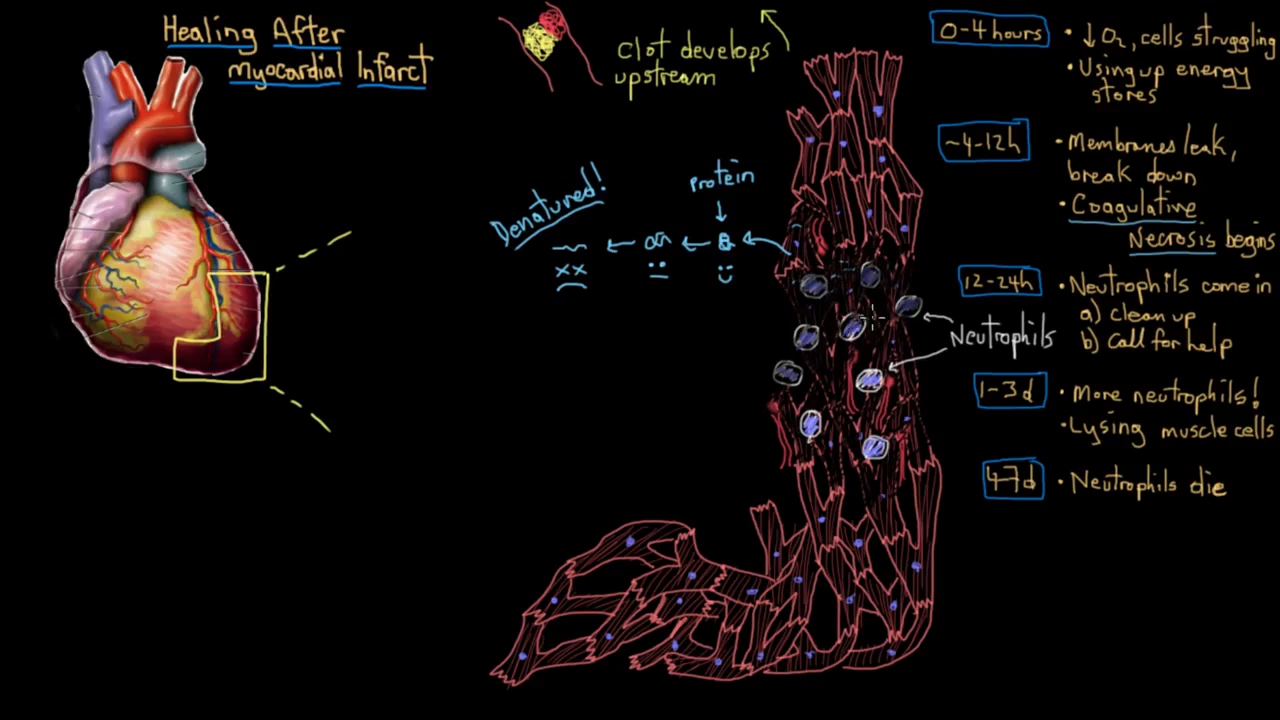 Healing After
Myocardial Infarct
Clot develops
upstream
Denatured!
Protein
Neutrophils
0-4 hours
• ↓ O₂, cells struggling
• Using up energy
stores
~4-12h
• Membranes leak,
break down
• Coagulative
Necrosis begins
12-24h
• Neutrophils come in
a) clean up
b) Call for help
1-3d
• More neutrophils!
• Lysing muscle cells
4-7d
• Neutrophils die